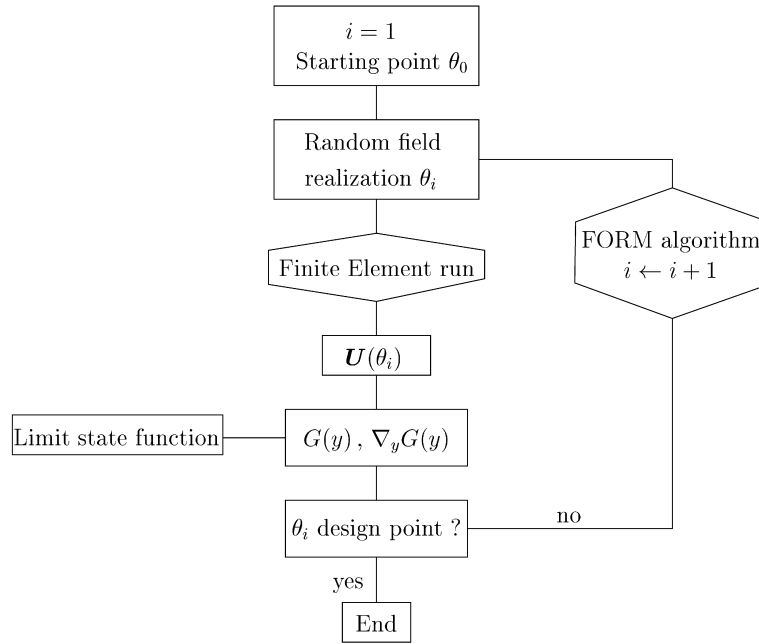 i = 1
Starting point θ₀
Random field
realization θᵢ
FORM algorithm
i ← i + 1
Finite Element run
U(θᵢ)
Limit state function
G(y) , ∇_y G(y)
θᵢ design point ?
no
yes
End